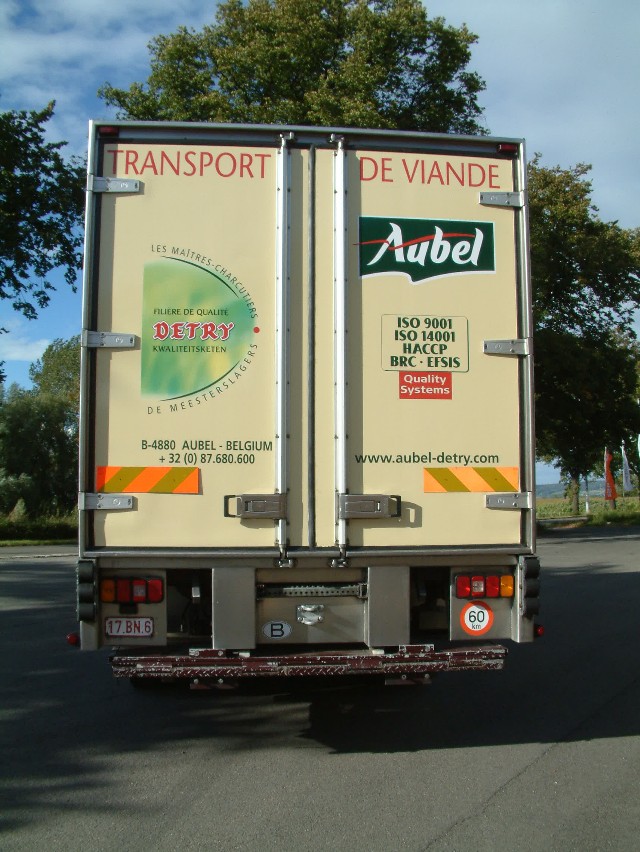 TRANSPORT DE VIANDE
LES MAÎTRES-CHARCUTIERS
FILIÈRE DE QUALITÉ
DETRY
KWALITEITSKETEN
DE MEESTERSLAGERS
Aubel
ISO 9001
ISO 14001
HACCP
BRC - EFSIS
Quality
Systems
B-4880 AUBEL - BELGIUM
+ 32 (0) 87.680.600
www.aubel-detry.com
17.BN.6
B
60
km